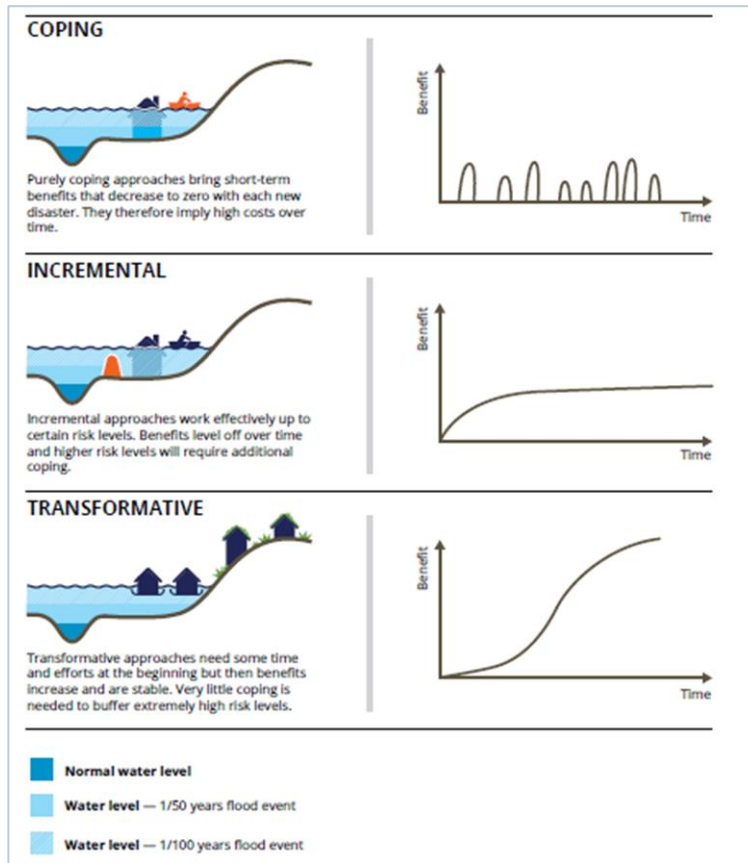 COPING
Purely coping approaches bring short-term
benefits that decrease to zero with each new
disaster. They therefore imply high costs over
time.
Benefit
Time
INCREMENTAL
Incremental approaches work effectively up to
certain risk levels. Benefits level off over time
and higher risk levels will require additional
coping.
Benefit
Time
TRANSFORMATIVE
Transformative approaches need some time
and efforts at the beginning but then benefits
increase and are stable. Very little coping is
needed to buffer extremely high risk levels.
Benefit
Time
Normal water level
Water level — 1/50 years flood event
Water level — 1/100 years flood event